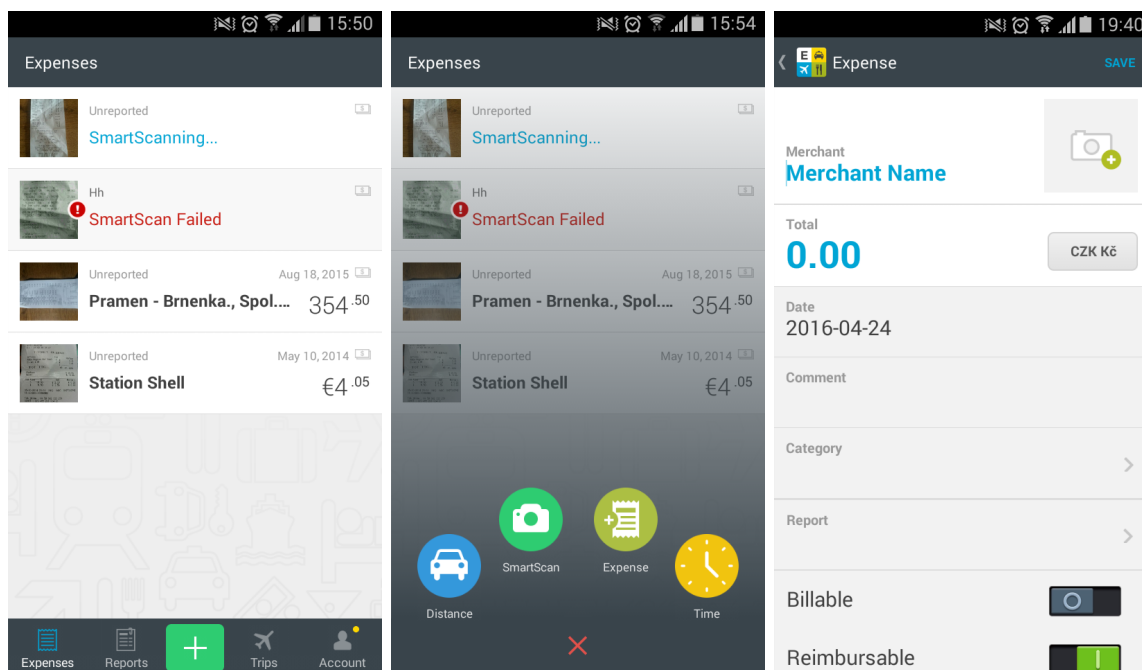 15:50
Expenses
Unreported
SmartScanning...
Hh
SmartScan Failed
Unreported Aug 18, 2015
Pramen - Brnenka., Spol.... 354.50
Unreported May 10, 2014
Station Shell €4.05
Expenses Reports Trips Account
15:54
Expenses
Unreported
SmartScanning...
Hh
SmartScan Failed
Unreported Aug 18, 2015
Pramen - Brnenka., Spol.... 354.50
Unreported May 10, 2014
Station Shell €4.05
SmartScan Expense
Distance Time
19:40
E
Expense SAVE
Merchant
Merchant Name
Total
0.00 CZK Kč
Date
2016-04-24
Comment
Category
Report
Billable
Reimbursable